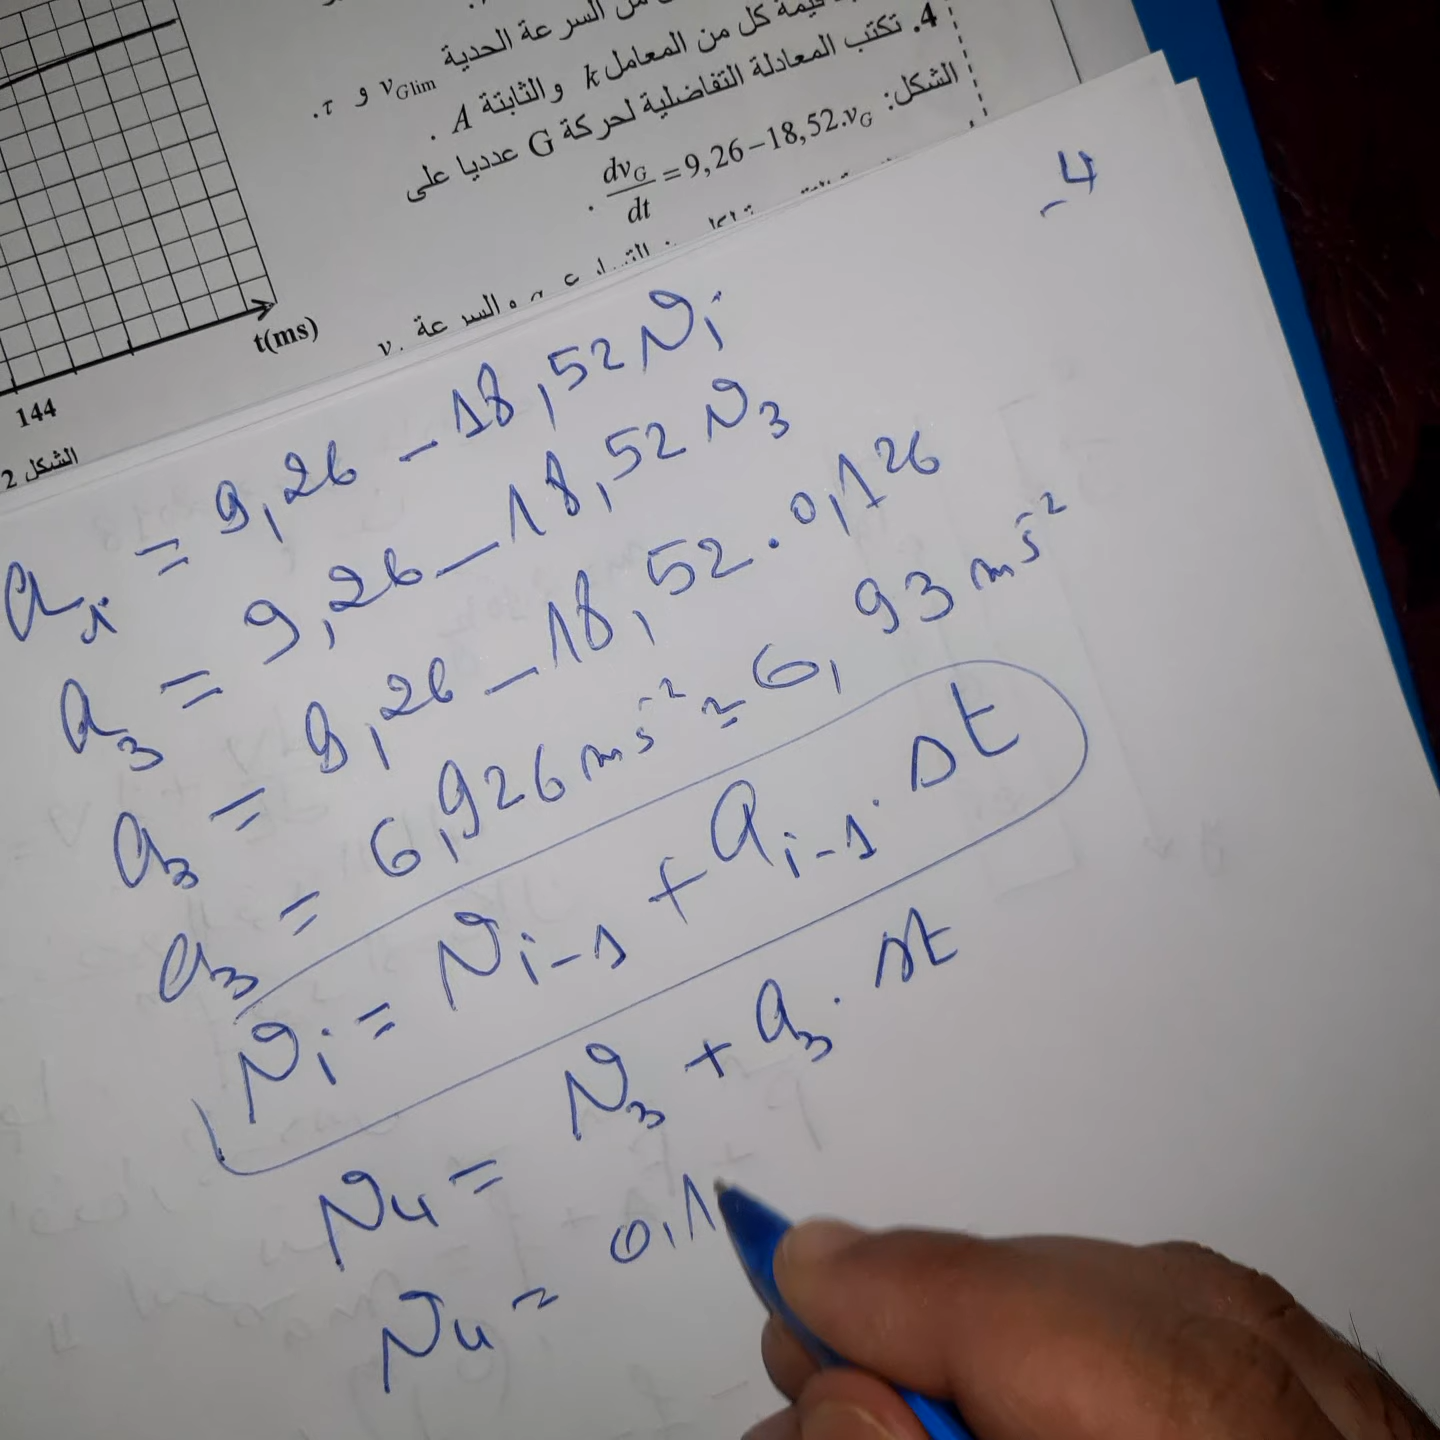 السرعة الحدية vGlim و τ.
قيمة كل من المعامل k والثابتة A .
4. تكتب المعادلة التفاضلية لحركة G عدديا على
الشكل: dvG/dt = 9,26−18,52.vG .
السرعة v.
t(ms)
144
الشكل 2
4-
ai = 9,26 − 18,52 vi
a3 = 9,26 − 18,52 v3
a3 = 9,26 − 18,52 . 0,126
a3 = 6,926 ms⁻² ≈ 6,93 ms⁻²
vi = vi−1 + ai−1 . Δt
v4 = v3 + a3 . Δt
v4 = 0,1